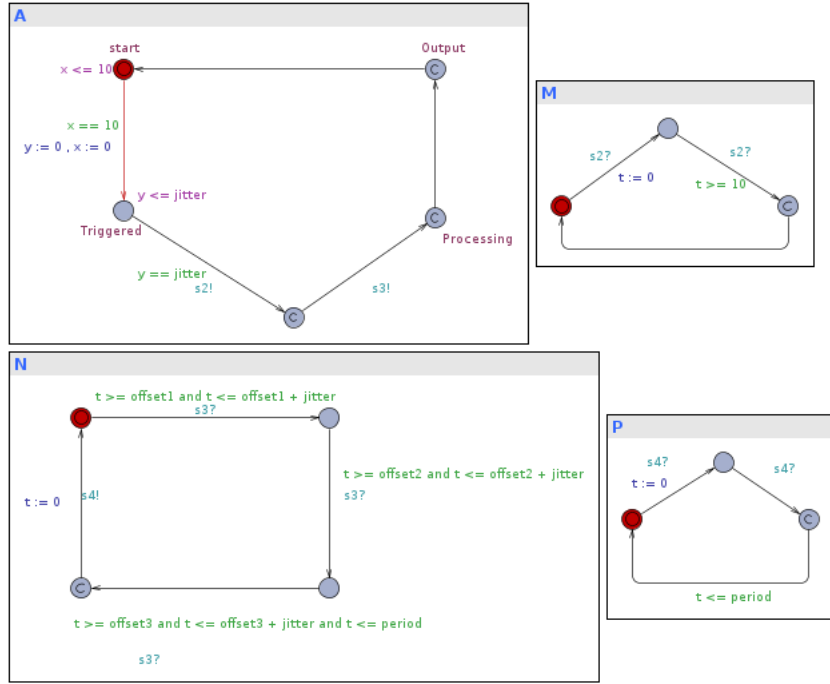 A
start
Output
x <= 10
C
x == 10
y := 0 , x := 0
y <= jitter
Triggered
C
Processing
y == jitter
s2!
s3!
C
M
s2?
s2?
t := 0
t >= 10
C
N
t >= offset1 and t <= offset1 + jitter
s3?
t >= offset2 and t <= offset2 + jitter
s3?
t := 0
s4!
C
t >= offset3 and t <= offset3 + jitter and t <= period
s3?
P
s4?
s4?
t := 0
C
t <= period